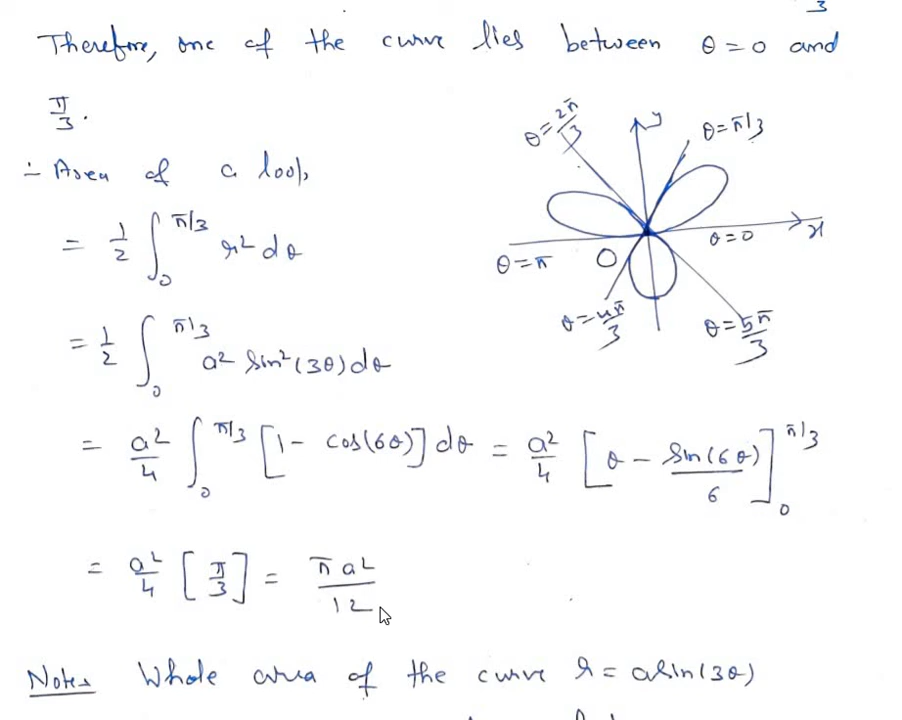 3
Therefore, one of the curve lies between θ = 0 and
π/3.
∴ Area of a loop
= 1/2 ∫₀^π/3 r² dθ
= 1/2 ∫₀^π/3 a² sin²(3θ) dθ
= a²/4 ∫₀^π/3 [1 - cos(6θ)] dθ = a²/4 [θ - sin(6θ)/6]₀^π/3
= a²/4 [π/3] = πa²/12
θ = 2π/3
y
θ = π/3
θ = π
O
θ = 0
x
θ = 4π/3
θ = 5π/3
Note:- Whole area of the curve r = a sin(3θ)